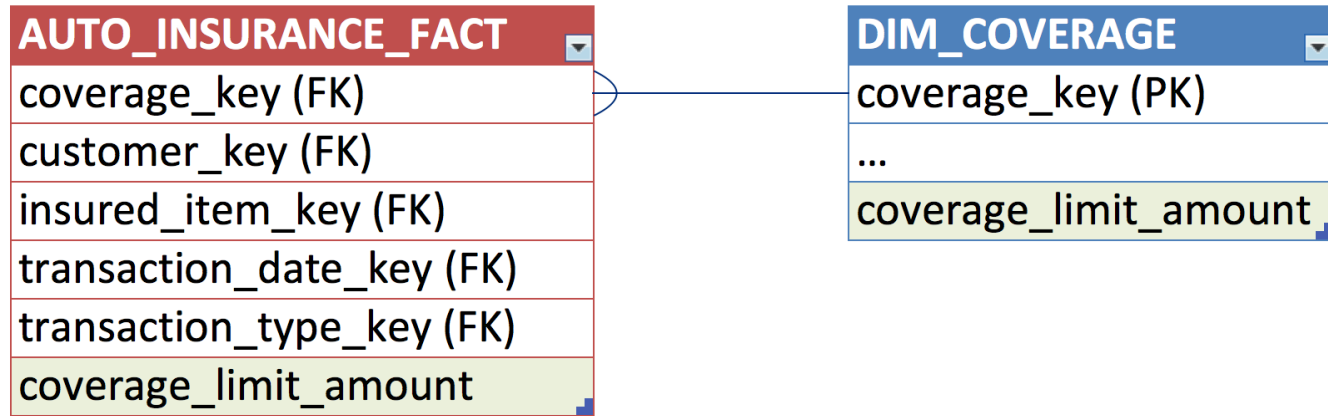 AUTO_INSURANCE_FACT
coverage_key (FK)
customer_key (FK)
insured_item_key (FK)
transaction_date_key (FK)
transaction_type_key (FK)
coverage_limit_amount
DIM_COVERAGE
coverage_key (PK)
...
coverage_limit_amount